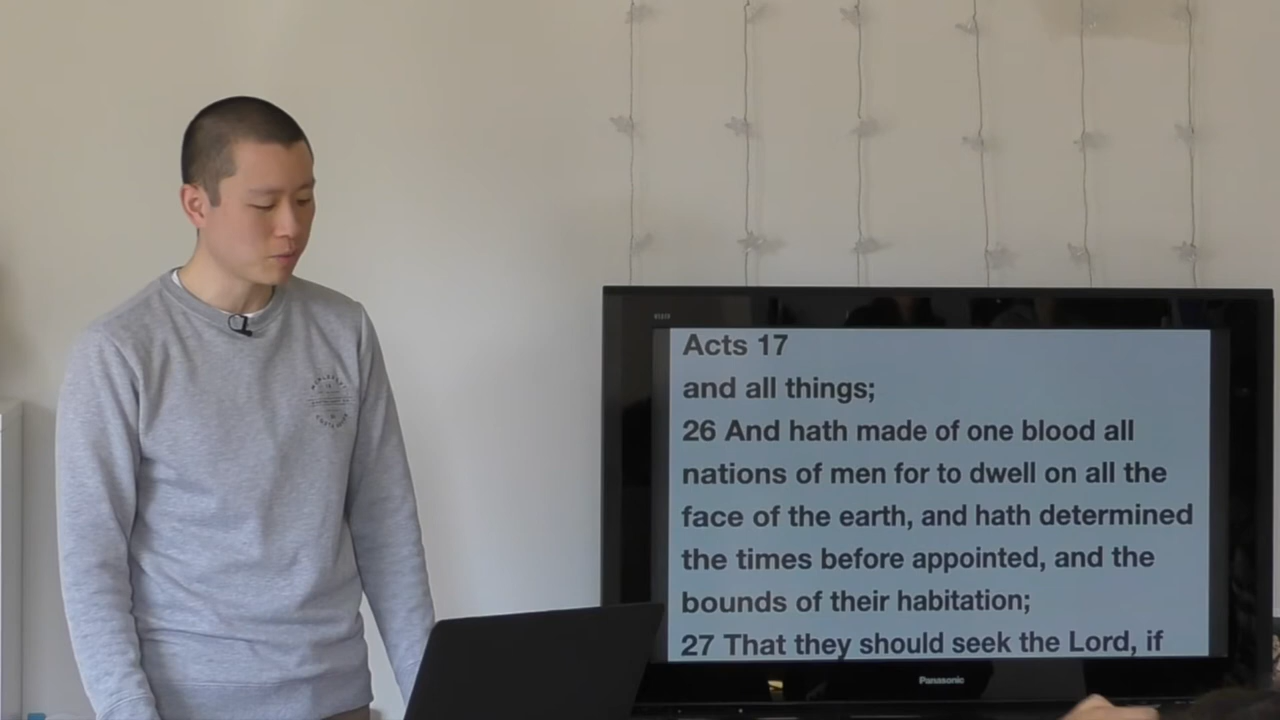 Acts 17
and all things;
26 And hath made of one blood all
nations of men for to dwell on all the
face of the earth, and hath determined
the times before appointed, and the
bounds of their habitation;
27 That they should seek the Lord, if
Panasonic